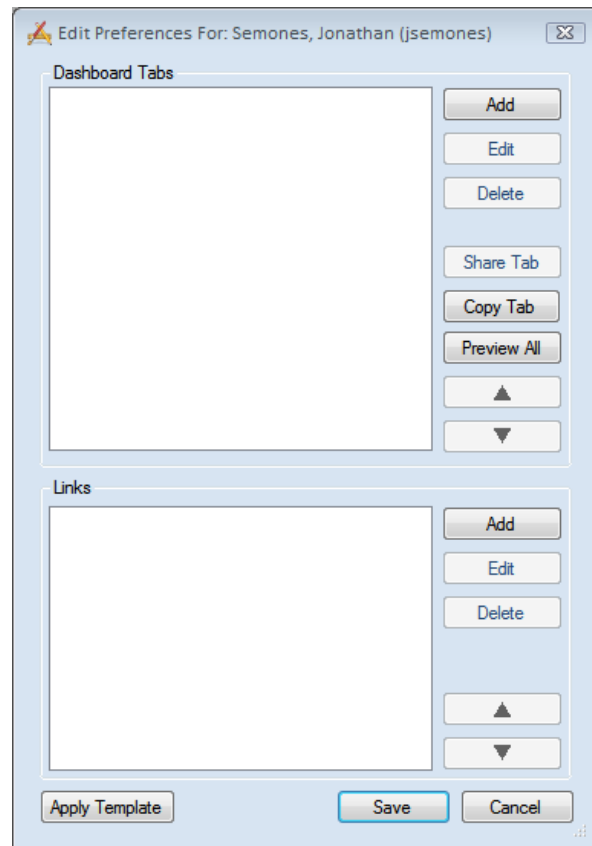 Edit Preferences For: Semones, Jonathan (jsemones)
Dashboard Tabs
Add
Edit
Delete
Share Tab
Copy Tab
Preview All
Links
Add
Edit
Delete
Apply Template
Save
Cancel